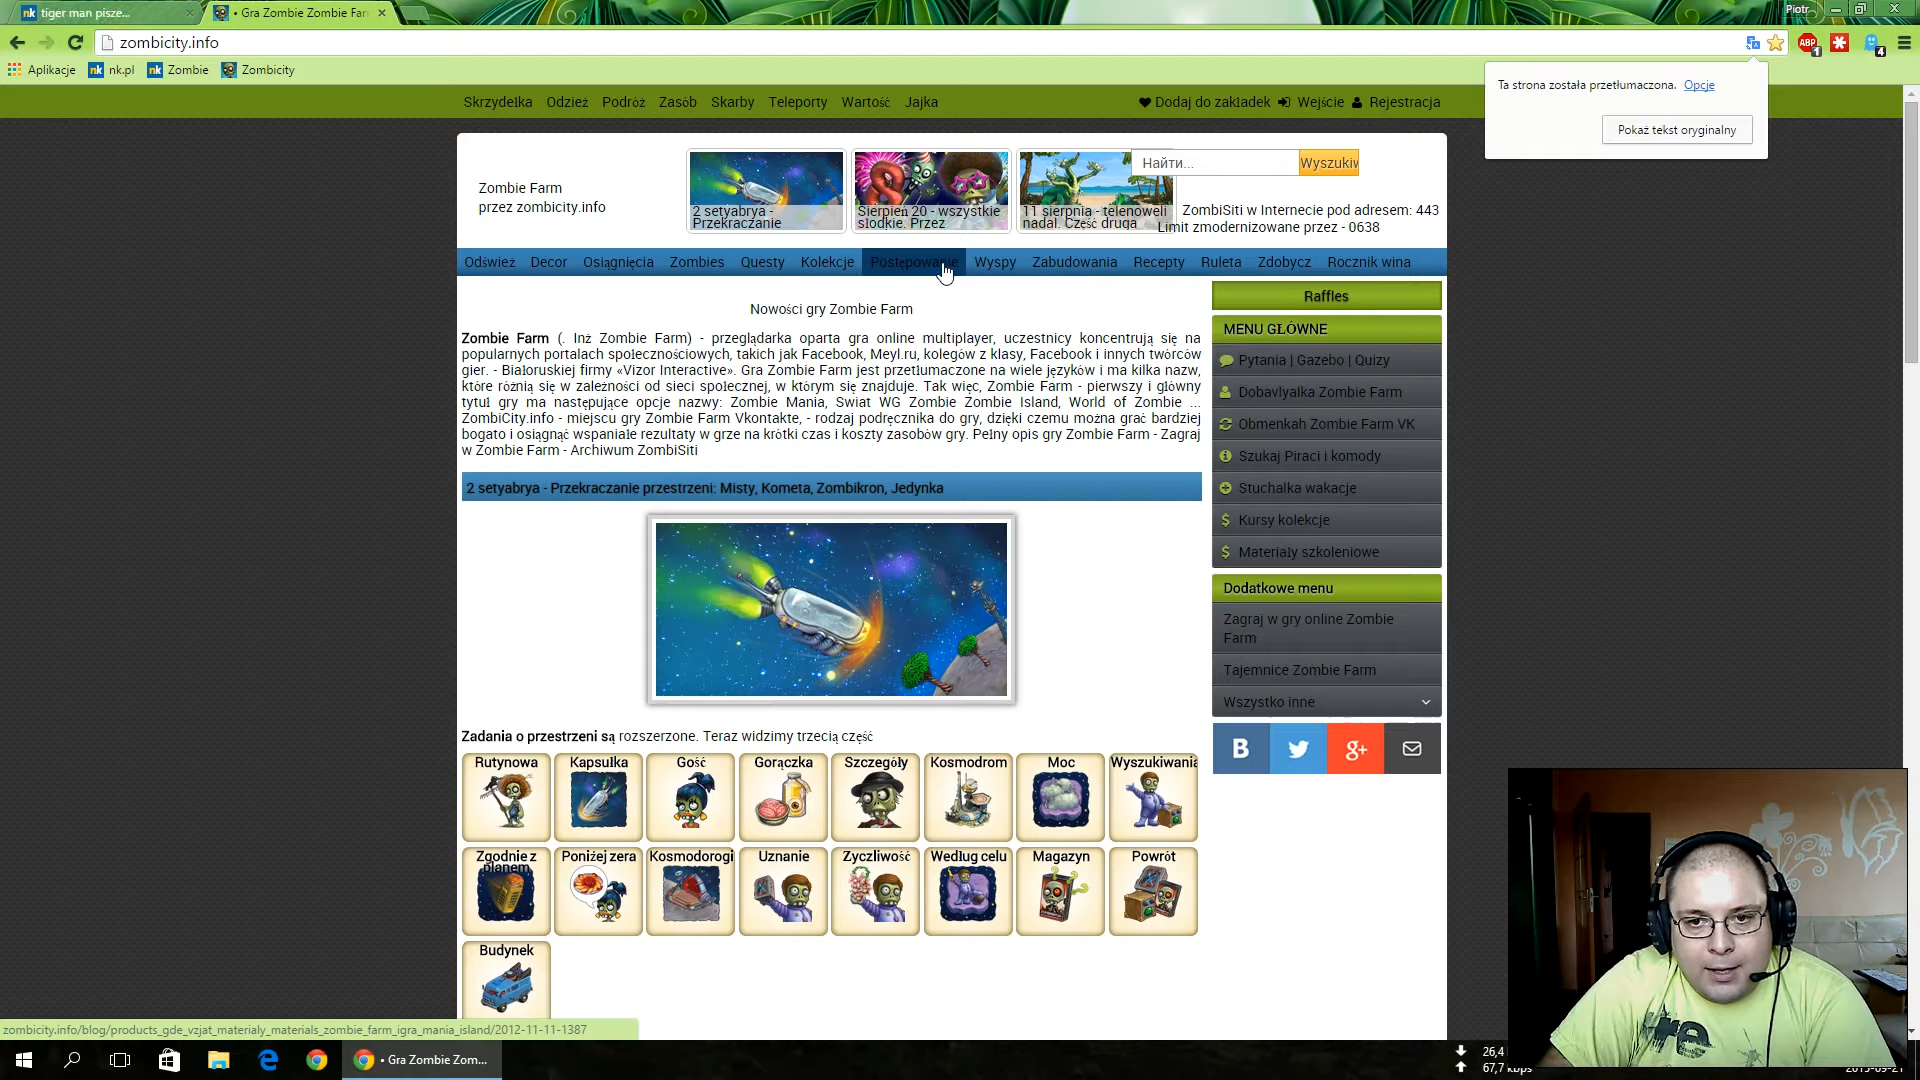 tiger man pisze...
• Gra Zombie Zombie Far
Piotr
zombicity.info
Aplikacje nk.pl Zombie Zombicity
Ta strona została przetłumaczona. Opcje
Pokaż tekst oryginalny
Skrzydełka Odzież Podróż Zasób Skarby Teleporty Wartość Jajka
Dodaj do zakładek Wejście Rejestracja
Zombie Farm
przez zombicity.info
2 setyabrya -
Przekraczanie
Sierpień 20 - wszystkie
słodkie. Przez
11 sierpnia - telenoweli
nadal. Część druga
Найти...
Wyszukiw
ZombiSiti w Internecie pod adresem: 443
Limit zmodernizowane przez - 0638
Odśwież Decor Osiągnięcia Zombies Questy Kolekcje Postępowanie Wyspy Zabudowania Recepty Ruleta Zdobycz Rocznik wina
Nowości gry Zombie Farm
Zombie Farm (. Inż Zombie Farm) - przeglądarka oparta gra online multiplayer, uczestnicy koncentrują się na
popularnych portalach społecznościowych, takich jak Facebook, Meyl.ru, kolegów z klasy, Facebook i innych twórców
gier. - Białoruskiej firmy «Vizor Interactive». Gra Zombie Farm jest przetłumaczone na wiele języków i ma kilka nazw,
które różnią się w zależności od sieci społecznej, w którym się znajduje. Tak więc, Zombie Farm - pierwszy i główny
tytuł gry ma następujące opcje nazwy: Zombie Mania, Swiat WG Zombie Zombie Island, World of Zombie ...
ZombiCity.info - miejscu gry Zombie Farm Vkontakte, - rodzaj podręcznika do gry, dzięki czemu można grać bardziej
bogato i osiągnąć wspaniałe rezultaty w grze na krótki czas i koszty zasobów gry. Pełny opis gry Zombie Farm - Zagraj
w Zombie Farm - Archiwum ZombiSiti
2 setyabrya - Przekraczanie przestrzeni: Misty, Kometa, Zombikron, Jedynka
Zadania o przestrzeni są rozszerzone. Teraz widzimy trzecią część
Rutynowa Kapsułka Gość Gorączka Szczegóły Kosmodrom Moc Wyszukiwania
Zgodnie z planem Poniżej zera Kosmodorogi Uznanie Życzliwość Według celu Magazyn Powrót
Budynek
Raffles
MENU GŁÓWNE
Pytania | Gazebo | Quizy
Dobavlyalka Zombie Farm
Obmenkah Zombie Farm VK
Szukaj Piraci i komody
Stuchalka wakacje
Kursy kolekcje
Materiały szkoleniowe
Dodatkowe menu
Zagraj w gry online Zombie
Farm
Tajemnice Zombie Farm
Wszystko inne
zombicity.info/blog/products_gde_vzjat_materialy_materials_zombie_farm_igra_mania_island/2012-11-11-1387
• Gra Zombie Zom...
26,4
67,7 kbps